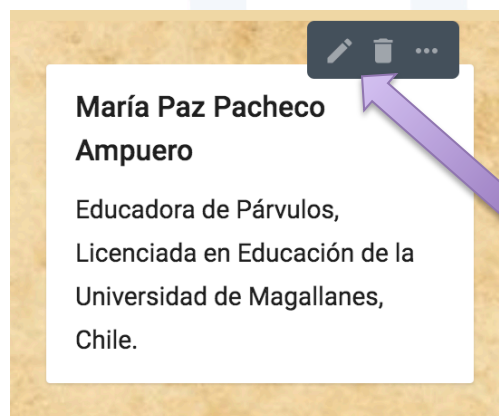 María Paz Pacheco
Ampuero
Educadora de Párvulos,
Licenciada en Educación de la
Universidad de Magallanes,
Chile.